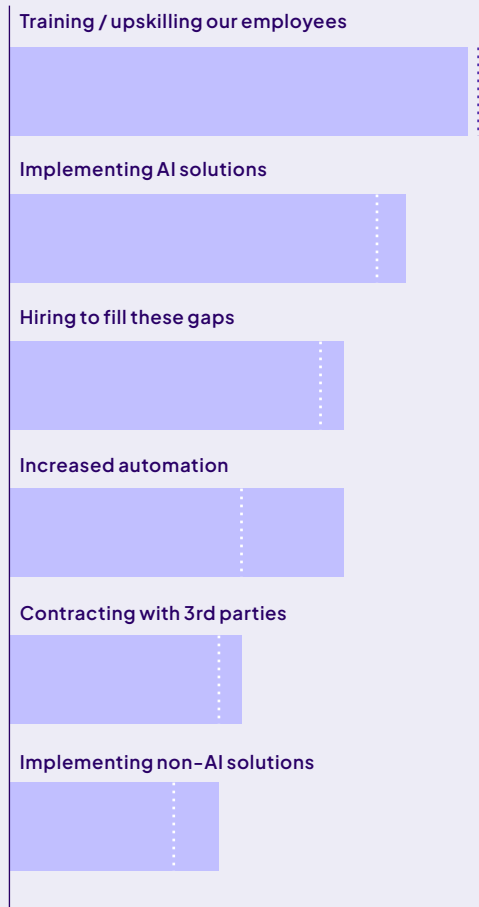 Training / upskilling our employees
Implementing AI solutions
Hiring to fill these gaps
Increased automation
Contracting with 3rd parties
Implementing non-AI solutions